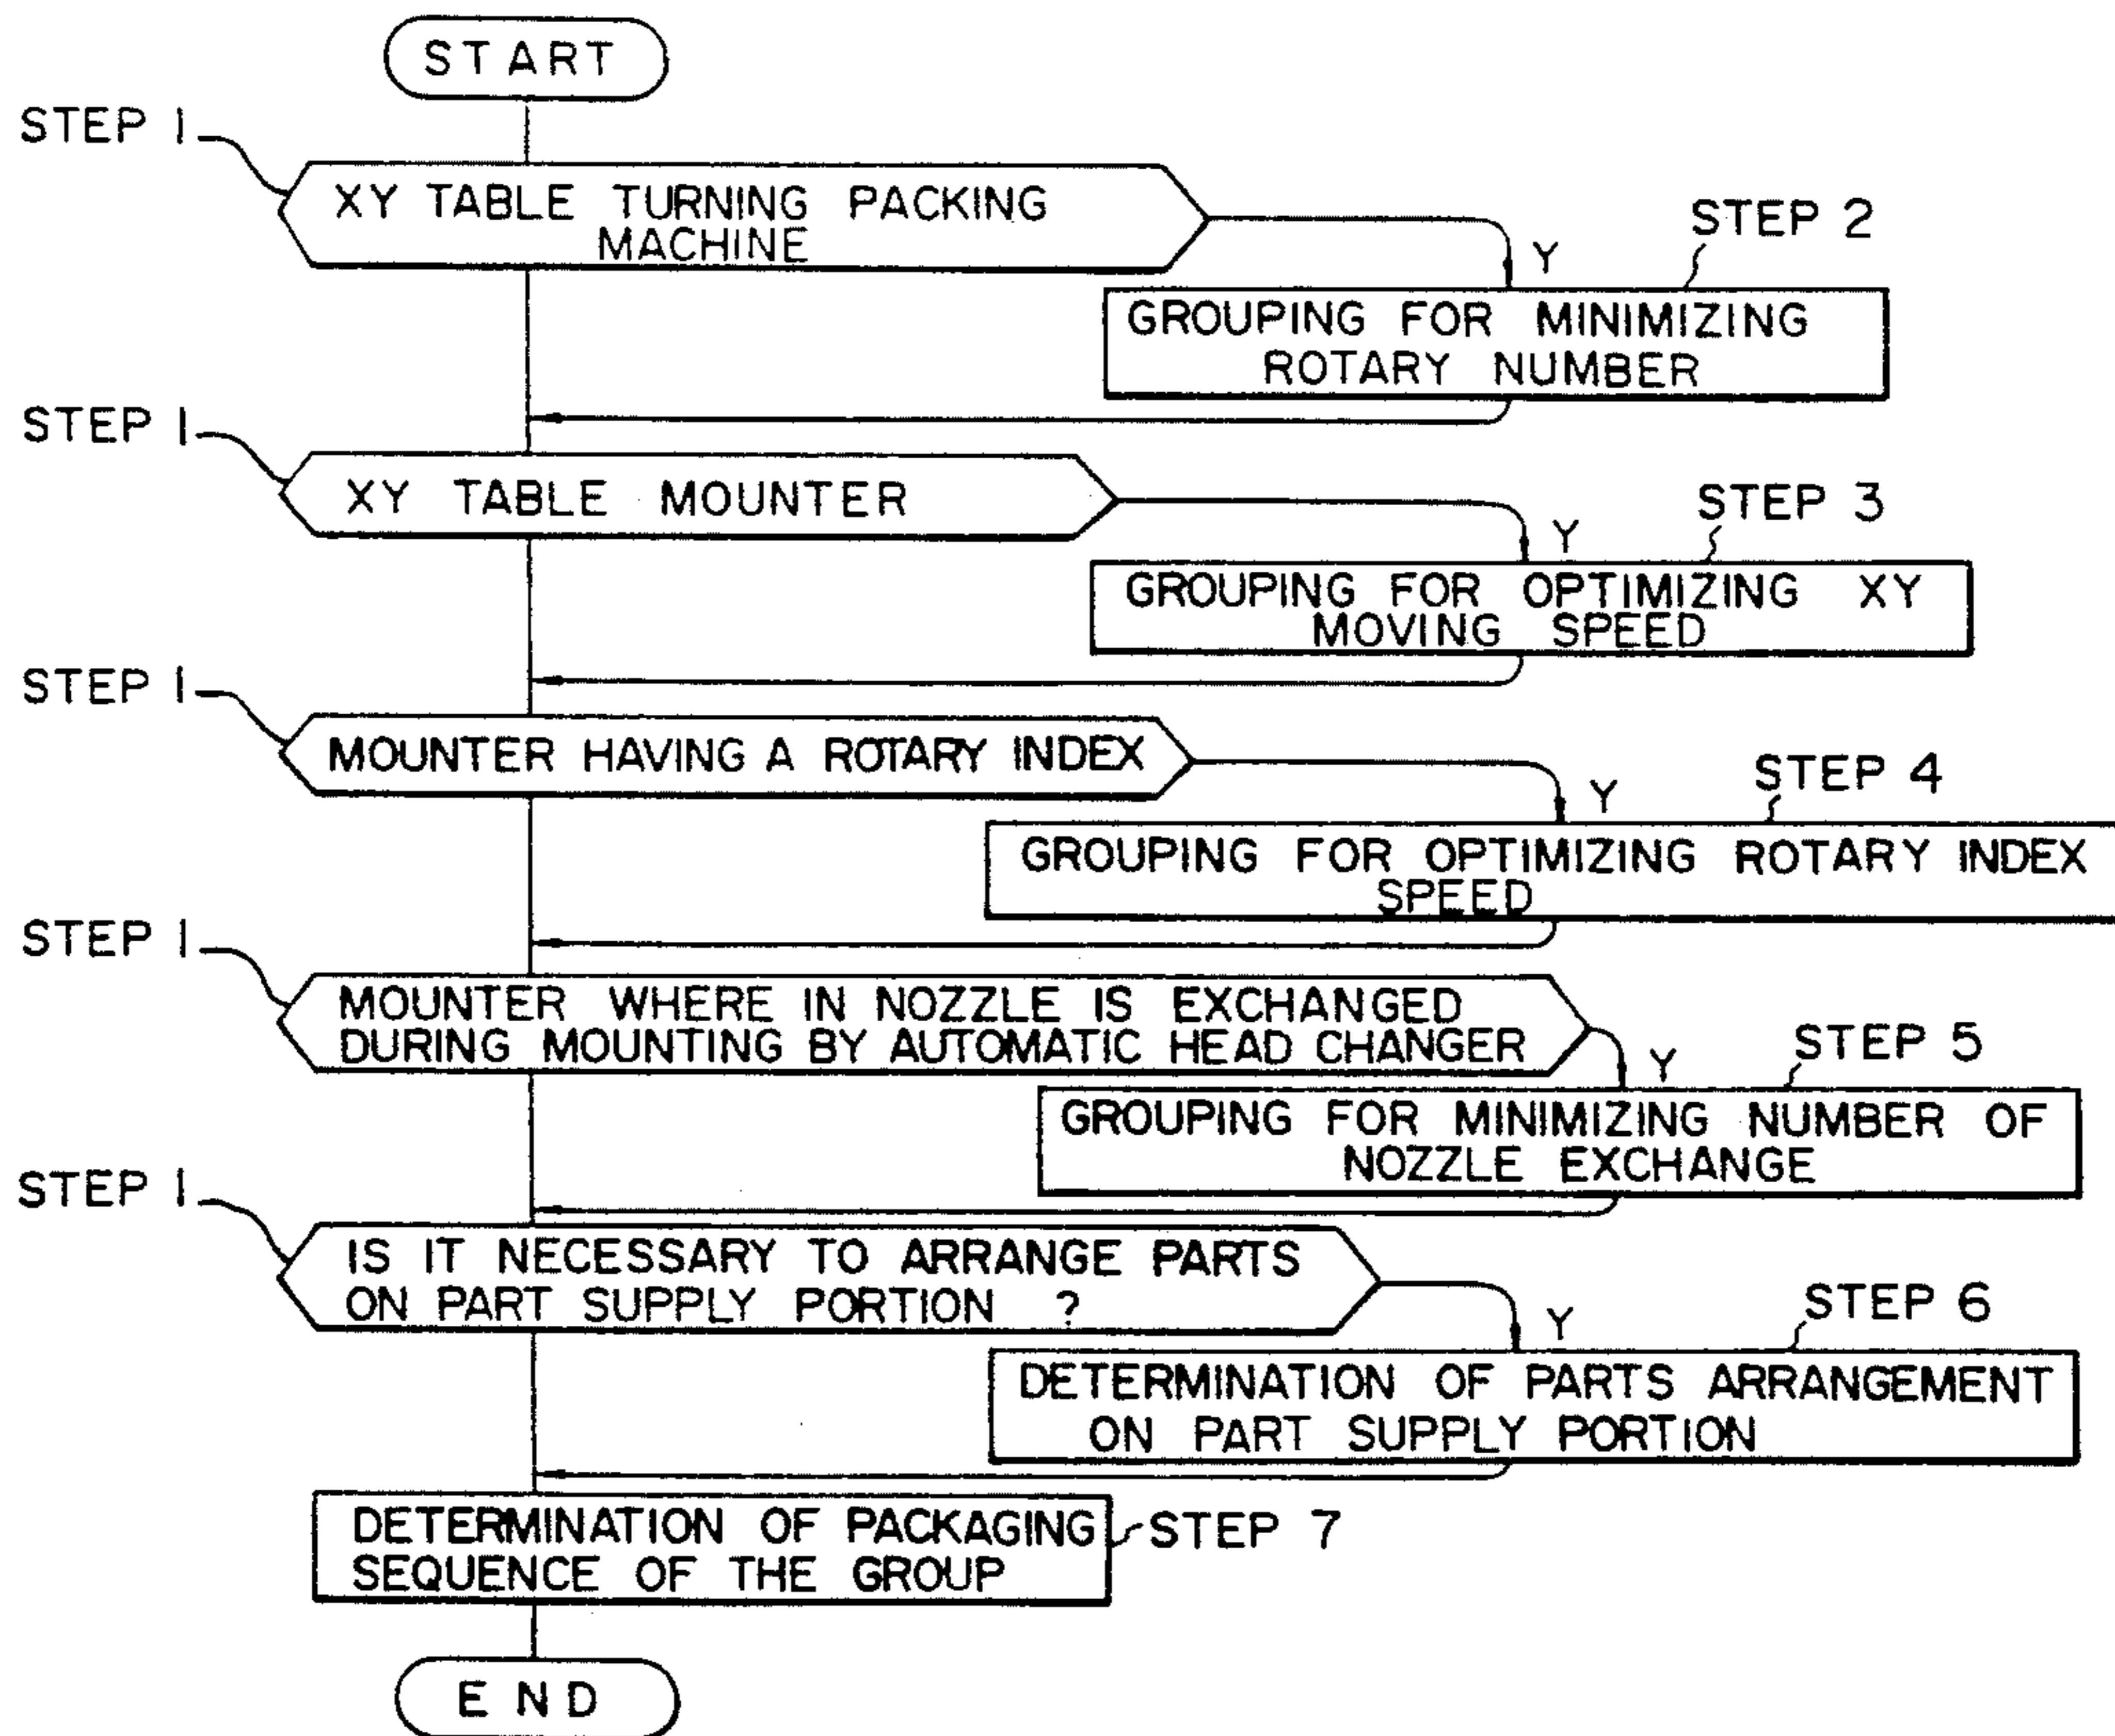 START
STEP 1
XY TABLE TURNING PACKING
MACHINE
STEP 2
Y
GROUPING FOR MINIMIZING
ROTARY NUMBER
STEP 1
XY TABLE MOUNTER
STEP 3
Y
GROUPING FOR OPTIMIZING XY
MOVING SPEED
STEP 1
MOUNTER HAVING A ROTARY INDEX
STEP 4
Y
GROUPING FOR OPTIMIZING ROTARY INDEX
SPEED
STEP 1
MOUNTER WHERE IN NOZZLE IS EXCHANGED
DURING MOUNTING BY AUTOMATIC HEAD CHANGER
STEP 5
Y
GROUPING FOR MINIMIZING NUMBER OF
NOZZLE EXCHANGE
STEP 1
IS IT NECESSARY TO ARRANGE PARTS
ON PART SUPPLY PORTION ?
STEP 6
Y
DETERMINATION OF PARTS ARRANGEMENT
ON PART SUPPLY PORTION
DETERMINATION OF PACKAGING
SEQUENCE OF THE GROUP
STEP 7
END